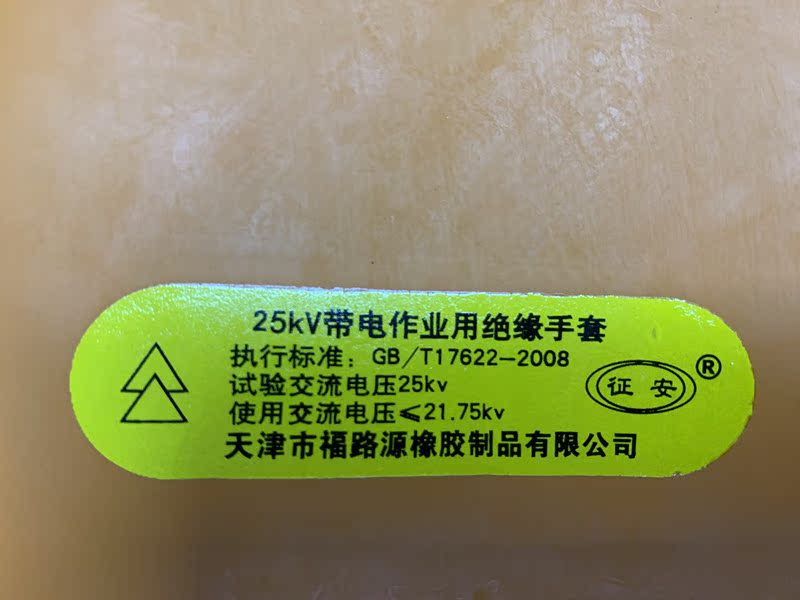 25kV带电作业用绝缘手套
执行标准：GB/T17622-2008
试验交流电压25kv
使用交流电压≤21.75kv
天津市福路源橡胶制品有限公司
征安®